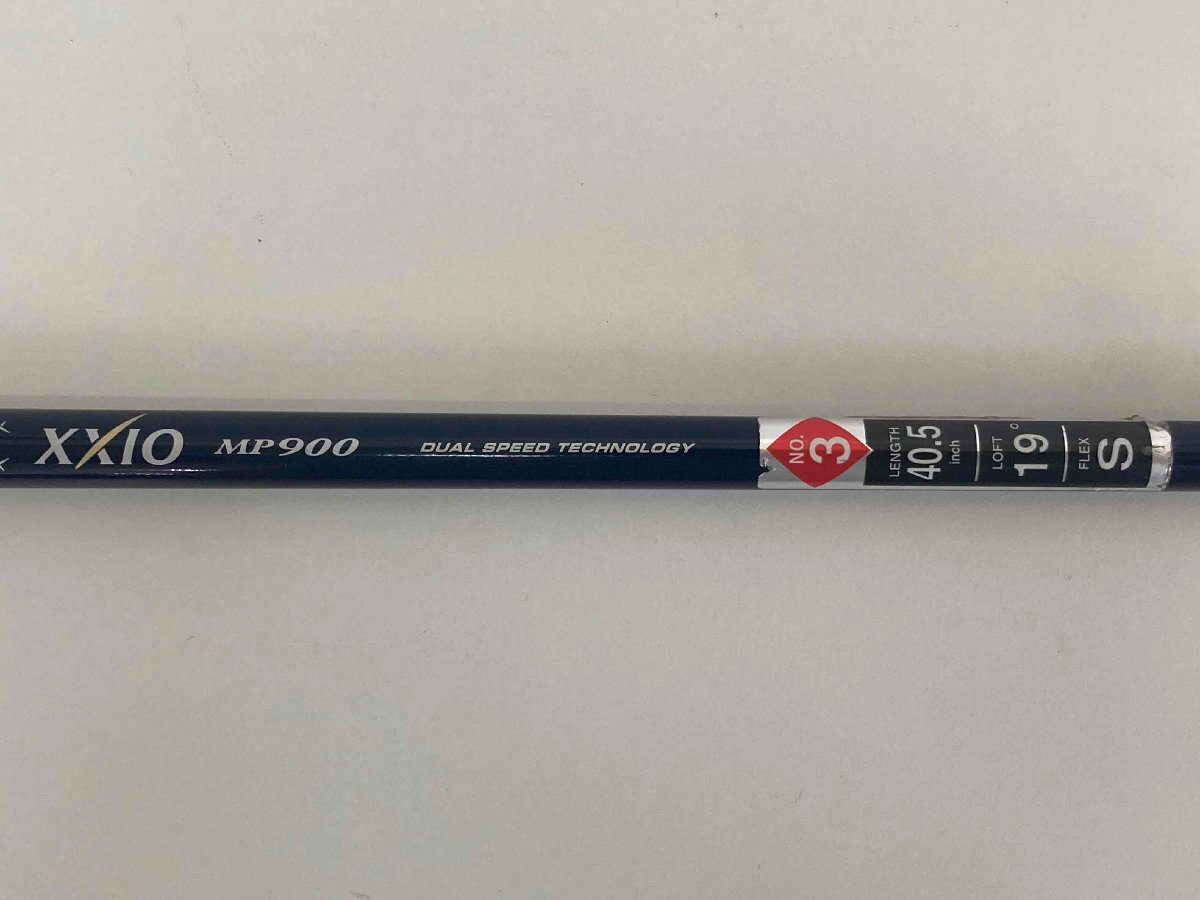 XXIO MP900 DUAL SPEED TECHNOLOGY
NO.
3
LENGTH
40.5
inch
LOFT
19°
FLEX
S